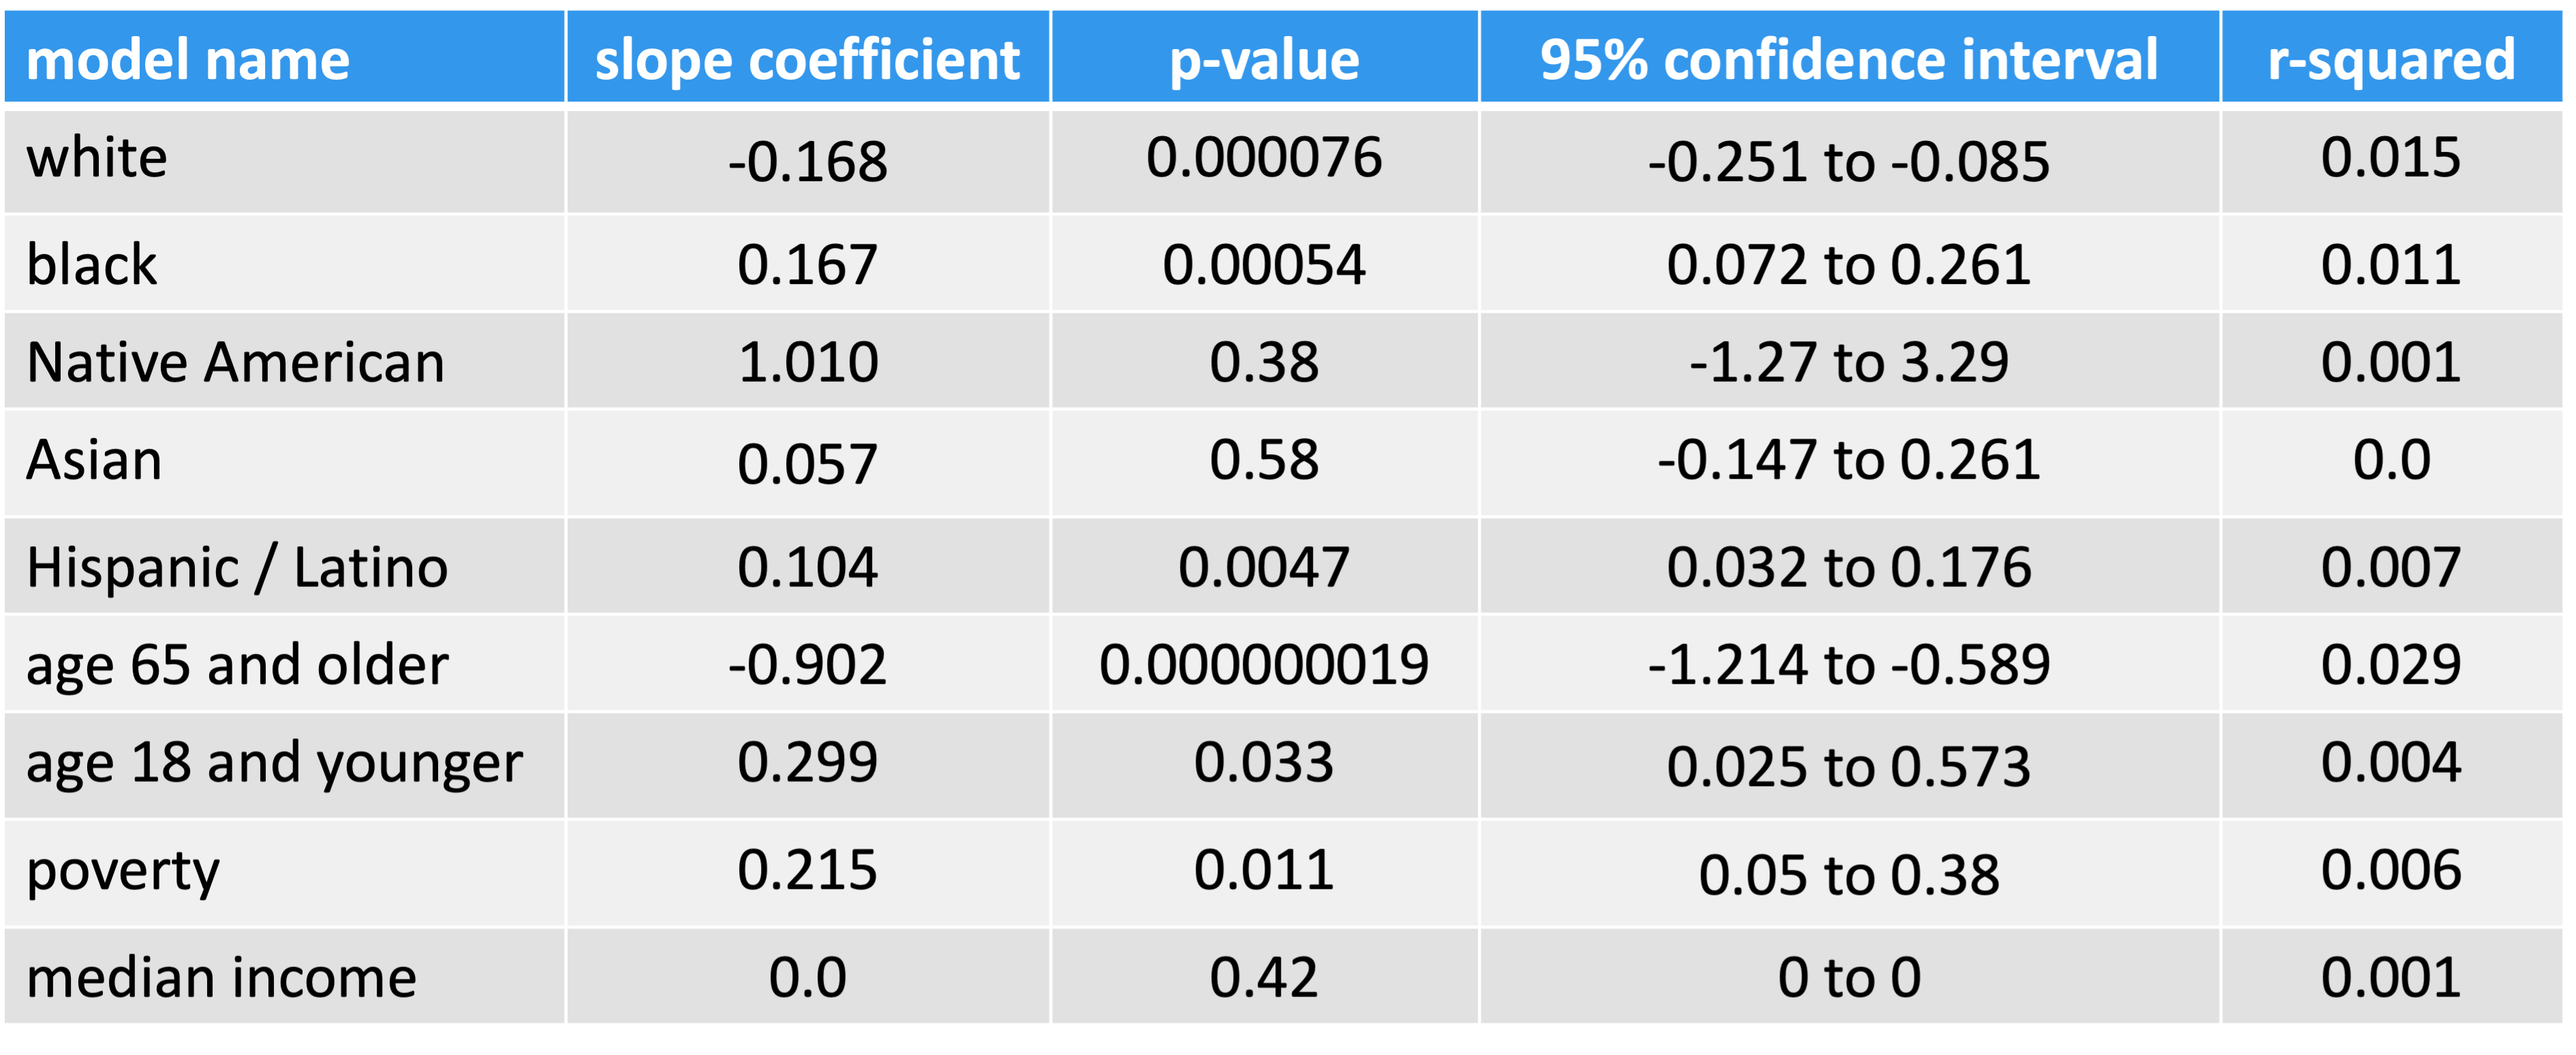 model name slope coefficient p-value 95% confidence interval r-squared
white -0.168 0.000076 -0.251 to -0.085 0.015
black 0.167 0.00054 0.072 to 0.261 0.011
Native American 1.010 0.38 -1.27 to 3.29 0.001
Asian 0.057 0.58 -0.147 to 0.261 0.0
Hispanic / Latino 0.104 0.0047 0.032 to 0.176 0.007
age 65 and older -0.902 0.000000019 -1.214 to -0.589 0.029
age 18 and younger 0.299 0.033 0.025 to 0.573 0.004
poverty 0.215 0.011 0.05 to 0.38 0.006
median income 0.0 0.42 0 to 0 0.001